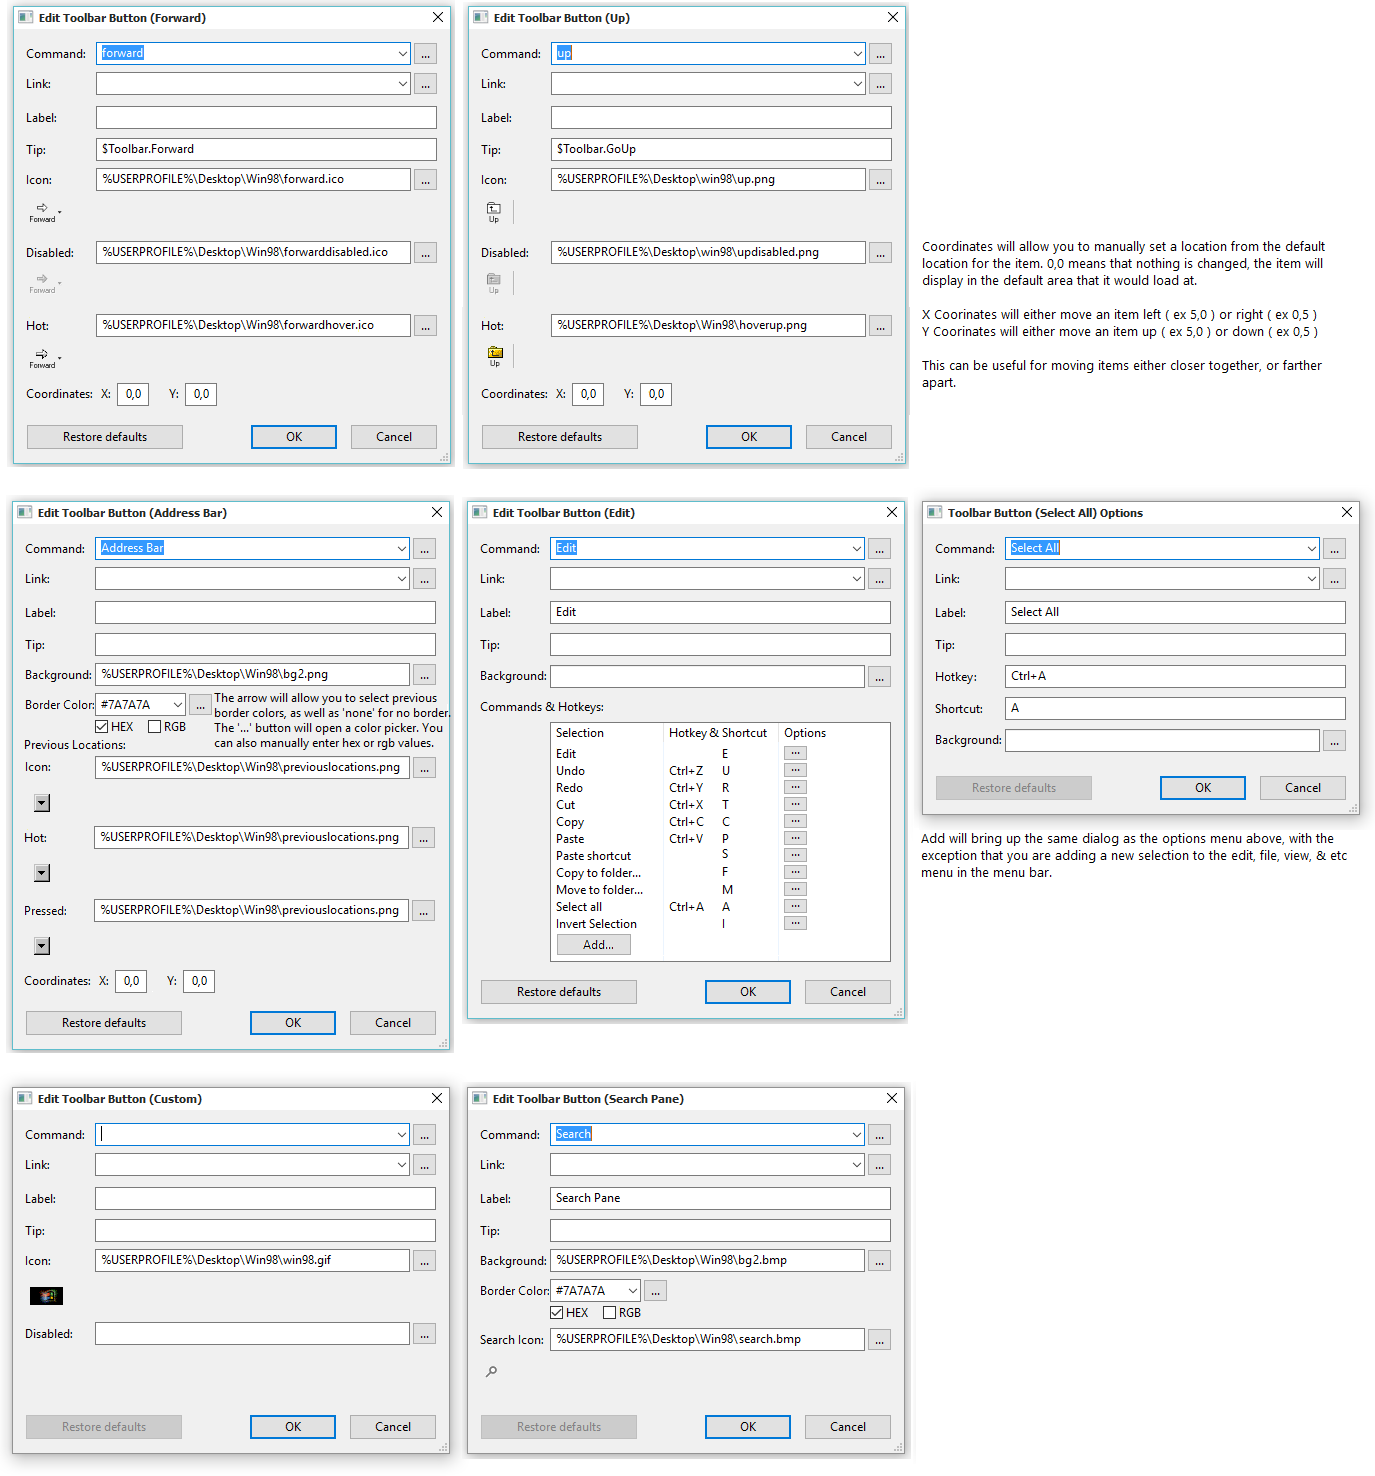 Edit Toolbar Button (Forward)
Command: forward ...
Link: ...
Label:
Tip: $Toolbar.Forward
Icon: %USERPROFILE%\Desktop\Win98\forward.ico ...
Forward
Disabled: %USERPROFILE%\Desktop\Win98\forwarddisabled.ico ...
Forward
Hot: %USERPROFILE%\Desktop\Win98\forwardhover.ico ...
Forward
Coordinates: X: 0,0 Y: 0,0
Restore defaults OK Cancel
Edit Toolbar Button (Up)
Command: up ...
Link: ...
Label:
Tip: $Toolbar.GoUp
Icon: %USERPROFILE%\Desktop\win98\up.png ...
Up
Disabled: %USERPROFILE%\Desktop\win98\updisabled.png ...
Up
Hot: %USERPROFILE%\Desktop\Win98\hoverup.png ...
Up
Coordinates: X: 0,0 Y: 0,0
Restore defaults OK Cancel
Coordinates will allow you to manually set a location from the default
location for the item. 0,0 means that nothing is changed, the item will
display in the default area that it would load at.
X Coorinates will either move an item left ( ex 5,0 ) or right ( ex 0,5 )
Y Coorinates will either move an item up ( ex 5,0 ) or down ( ex 0,5 )
This can be useful for moving items either closer together, or farther
apart.
Edit Toolbar Button (Address Bar)
Command: Address Bar ...
Link: ...
Label:
Tip:
Background: %USERPROFILE%\Desktop\Win98\bg2.png ...
Border Color: #7A7A7A ...
HEX RGB
The arrow will allow you to select previous
border colors, as well as 'none' for no border.
The '...' button will open a color picker. You
can also manually enter hex or rgb values.
Previous Locations:
Icon: %USERPROFILE%\Desktop\Win98\previouslocations.png ...
Hot: %USERPROFILE%\Desktop\Win98\previouslocations.png ...
Pressed: %USERPROFILE%\Desktop\Win98\previouslocations.png ...
Coordinates: X: 0,0 Y: 0,0
Restore defaults OK Cancel
Edit Toolbar Button (Edit)
Command: Edit ...
Link: ...
Label: Edit
Tip:
Background: ...
Commands & Hotkeys:
Selection Hotkey & Shortcut Options
Edit E ...
Undo Ctrl+Z U ...
Redo Ctrl+Y R ...
Cut Ctrl+X T ...
Copy Ctrl+C C ...
Paste Ctrl+V P ...
Paste shortcut S ...
Copy to folder... F ...
Move to folder... M ...
Select all Ctrl+A A ...
Invert Selection I ...
Add...
Restore defaults OK Cancel
Toolbar Button (Select All) Options
Command: Select All ...
Link: ...
Label: Select All
Tip:
Hotkey: Ctrl+A
Shortcut: A
Background: ...
Restore defaults OK Cancel
Add will bring up the same dialog as the options menu above, with the
exception that you are adding a new selection to the edit, file, view, & etc
menu in the menu bar.
Edit Toolbar Button (Custom)
Command: ...
Link: ...
Label:
Tip:
Icon: %USERPROFILE%\Desktop\Win98\win98.gif ...
Disabled: ...
Restore defaults OK Cancel
Edit Toolbar Button (Search Pane)
Command: Search ...
Link: ...
Label: Search Pane
Tip:
Background: %USERPROFILE%\Desktop\Win98\bg2.bmp ...
Border Color: #7A7A7A ...
HEX RGB
Search Icon: %USERPROFILE%\Desktop\Win98\search.bmp ...
Restore defaults OK Cancel